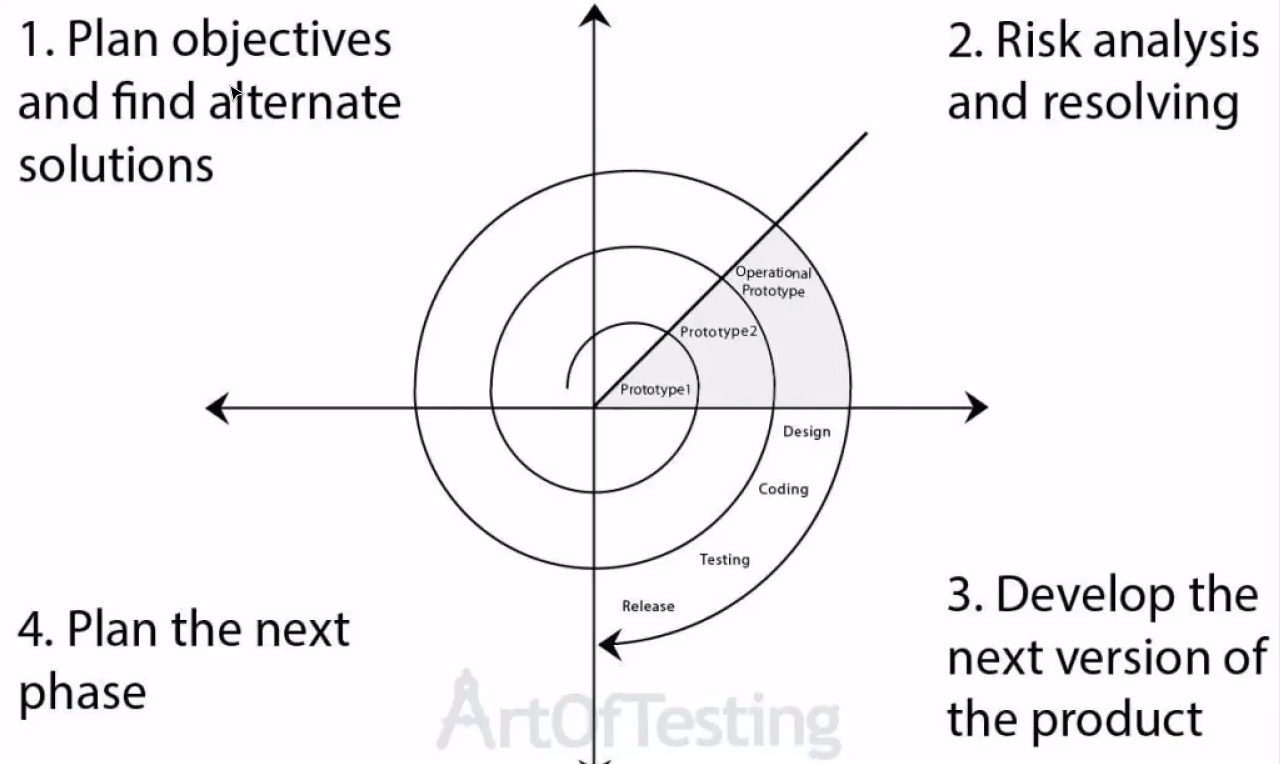 1. Plan objectives
and find alternate
solutions
2. Risk analysis
and resolving
Operational
Prototype
Prototype2
Prototype1
Design
Coding
Testing
Release
4. Plan the next
phase
3. Develop the
next version of
the product
ArtOfTesting